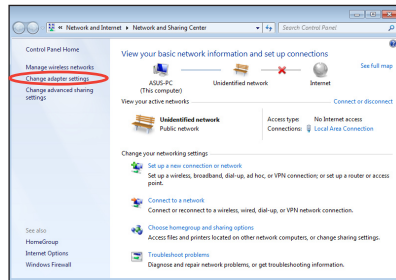 Network and Internet ▸ Network and Sharing Center
Search Control Panel
Control Panel Home
Manage wireless networks
Change adapter settings
Change advanced sharing
settings
View your basic network information and set up connections
See full map
ASUS-PC
(This computer)
Unidentified network
Internet
View your active networks
Connect or disconnect
Unidentified network
Public network
Access type: No Internet access
Connections: Local Area Connection
Change your networking settings
Set up a new connection or network
Set up a wireless, broadband, dial-up, ad hoc, or VPN connection; or set up a router or access
point.
Connect to a network
Connect or reconnect to a wireless, wired, dial-up, or VPN network connection.
Choose homegroup and sharing options
Access files and printers located on other network computers, or change sharing settings.
Troubleshoot problems
Diagnose and repair network problems, or get troubleshooting information.
See also
HomeGroup
Internet Options
Windows Firewall